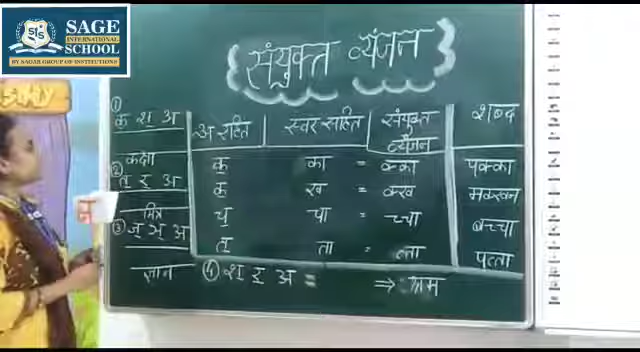 SAGE
INTERNATIONAL
SCHOOL
BY SAGAR GROUP OF INSTITUTIONS
संयुक्त व्यंजन
① क् श् अ
कक्षा
② त् र् अ
मित्र
③ ज् ञ् अ
ज्ञान
अ रहित स्वर सहित संयुक्त व्यंजन शब्द
क् का = क्का पक्का
क् ख = क्ख मक्खन
च् चा = च्चा बच्चा
त् ता = त्ता पत्ता
④ श् र् अ = ⇒